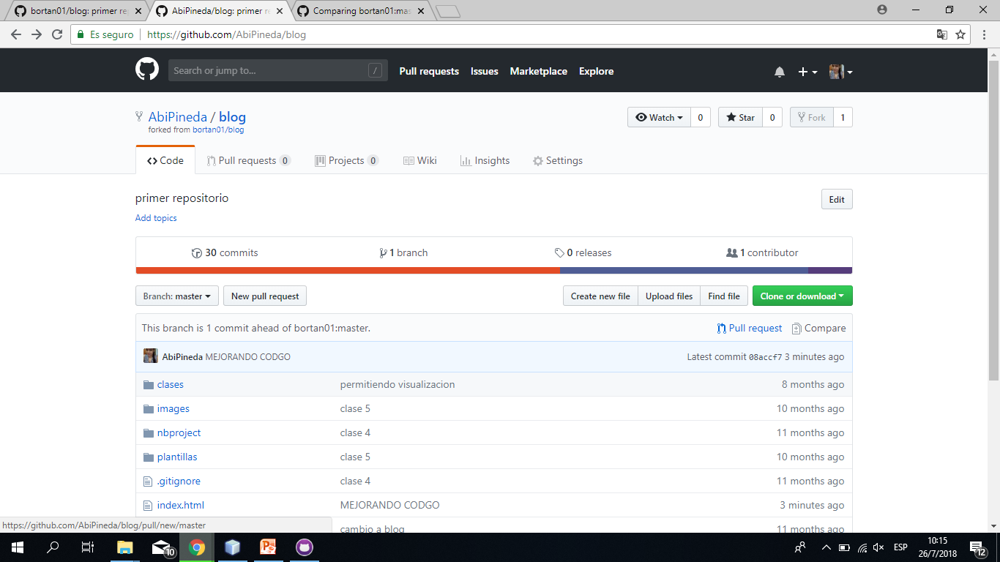 bortan01/blog: primer re
AbiPineda/blog: primer re
Comparing bortan01:mas
Es seguro
https://github.com/AbiPineda/blog
Search or jump to...
/
Pull requests
Issues
Marketplace
Explore
AbiPineda / blog
forked from bortan01/blog
Watch 0
Star 0
Fork 1
Code
Pull requests 0
Projects 0
Wiki
Insights
Settings
primer repositorio
Edit
Add topics
30 commits
1 branch
0 releases
1 contributor
Branch: master
New pull request
Create new file
Upload files
Find file
Clone or download
This branch is 1 commit ahead of bortan01:master.
Pull request
Compare
AbiPineda MEJORANDO CODGO
Latest commit 08accf7 3 minutes ago
clases permitiendo visualizacion 8 months ago
images clase 5 10 months ago
nbproject clase 4 11 months ago
plantillas clase 5 10 months ago
.gitignore clase 4 11 months ago
index.html MEJORANDO CODGO 3 minutes ago
cambio a blog 11 months ago
https://github.com/AbiPineda/blog/pull/new/master
10
ESP
10:15
26/7/2018
12